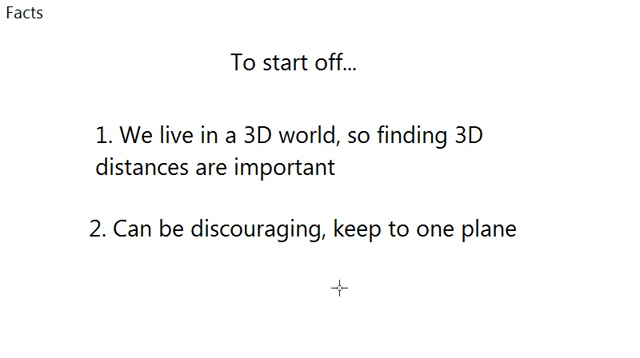 Facts
To start off...
1. We live in a 3D world, so finding 3D
distances are important
2. Can be discouraging, keep to one plane